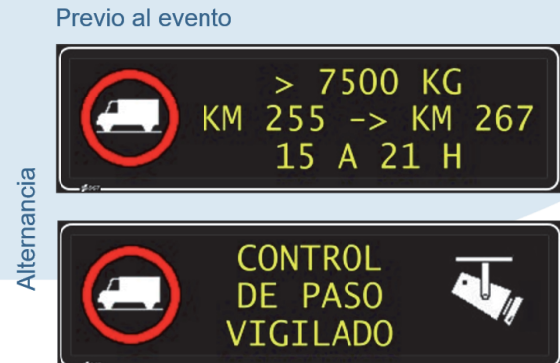 Previo al evento
Alternancia
> 7500 KG
KM 255 -> KM 267
15 A 21 H
CONTROL
DE PASO
VIGILADO